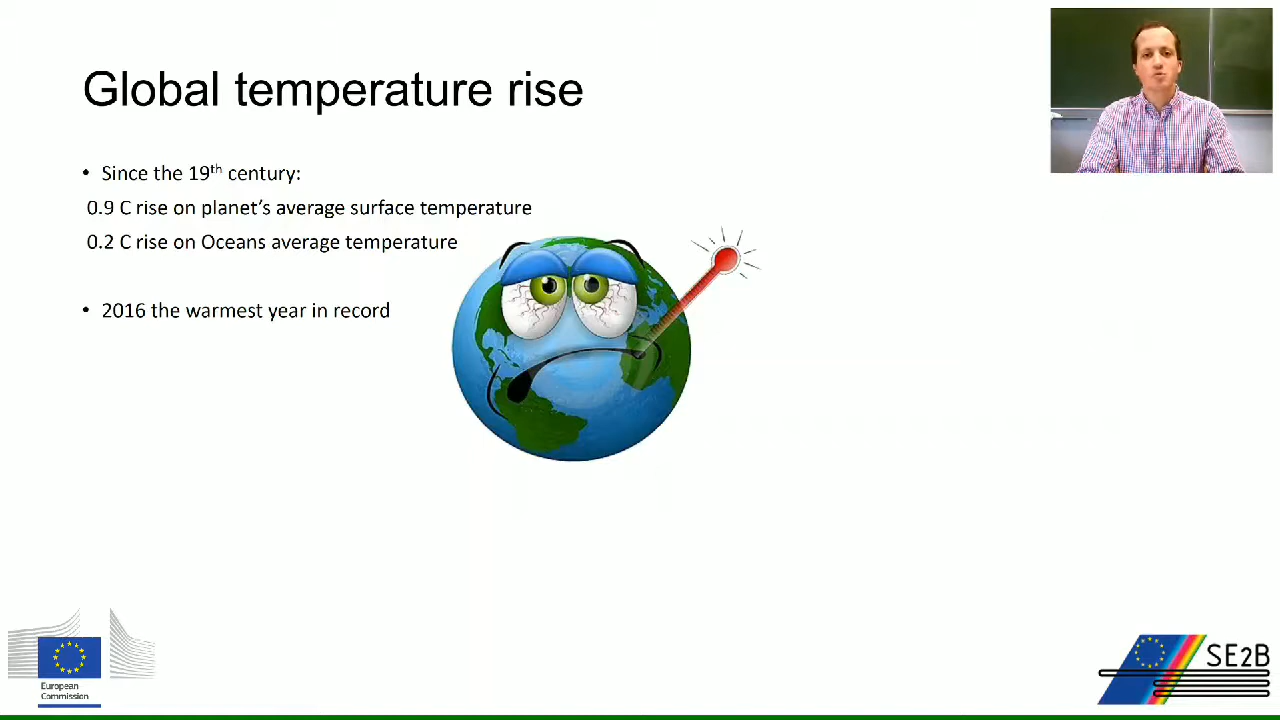 Global temperature rise
• Since the 19th century:
0.9 C rise on planet’s average surface temperature
0.2 C rise on Oceans average temperature
• 2016 the warmest year in record
European
Commission
SE2B